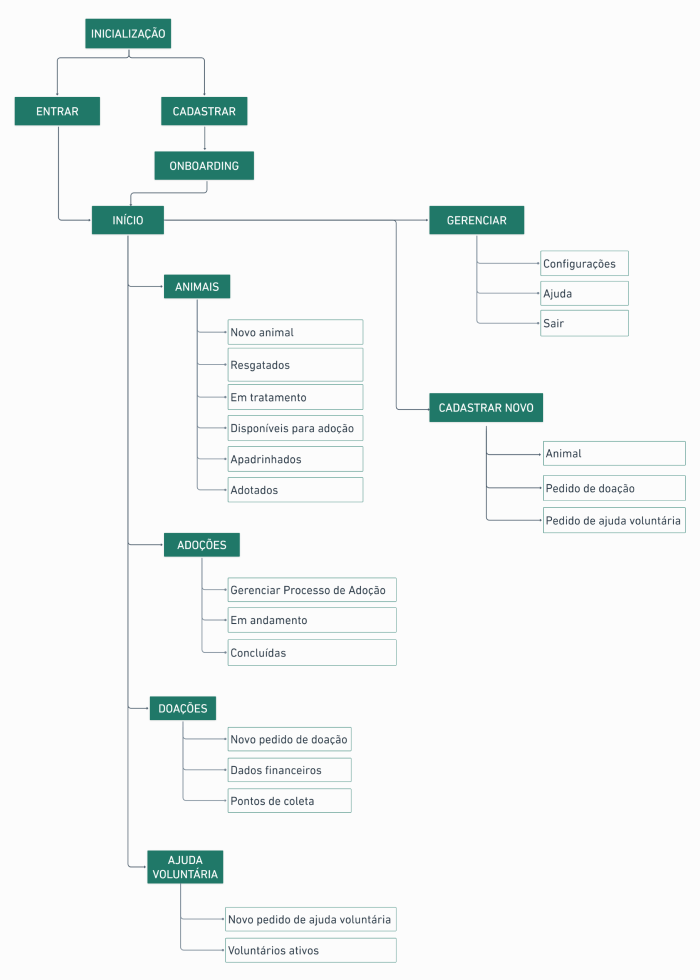 INICIALIZAÇÃO
ENTRAR
CADASTRAR
ONBOARDING
INÍCIO
GERENCIAR
Configurações
Ajuda
Sair
ANIMAIS
Novo animal
Resgatados
Em tratamento
Disponíveis para adoção
Apadrinhados
Adotados
CADASTRAR NOVO
Animal
Pedido de doação
Pedido de ajuda voluntária
ADOÇÕES
Gerenciar Processo de Adoção
Em andamento
Concluídas
DOAÇÕES
Novo pedido de doação
Dados financeiros
Pontos de coleta
AJUDA
VOLUNTÁRIA
Novo pedido de ajuda voluntária
Voluntários ativos